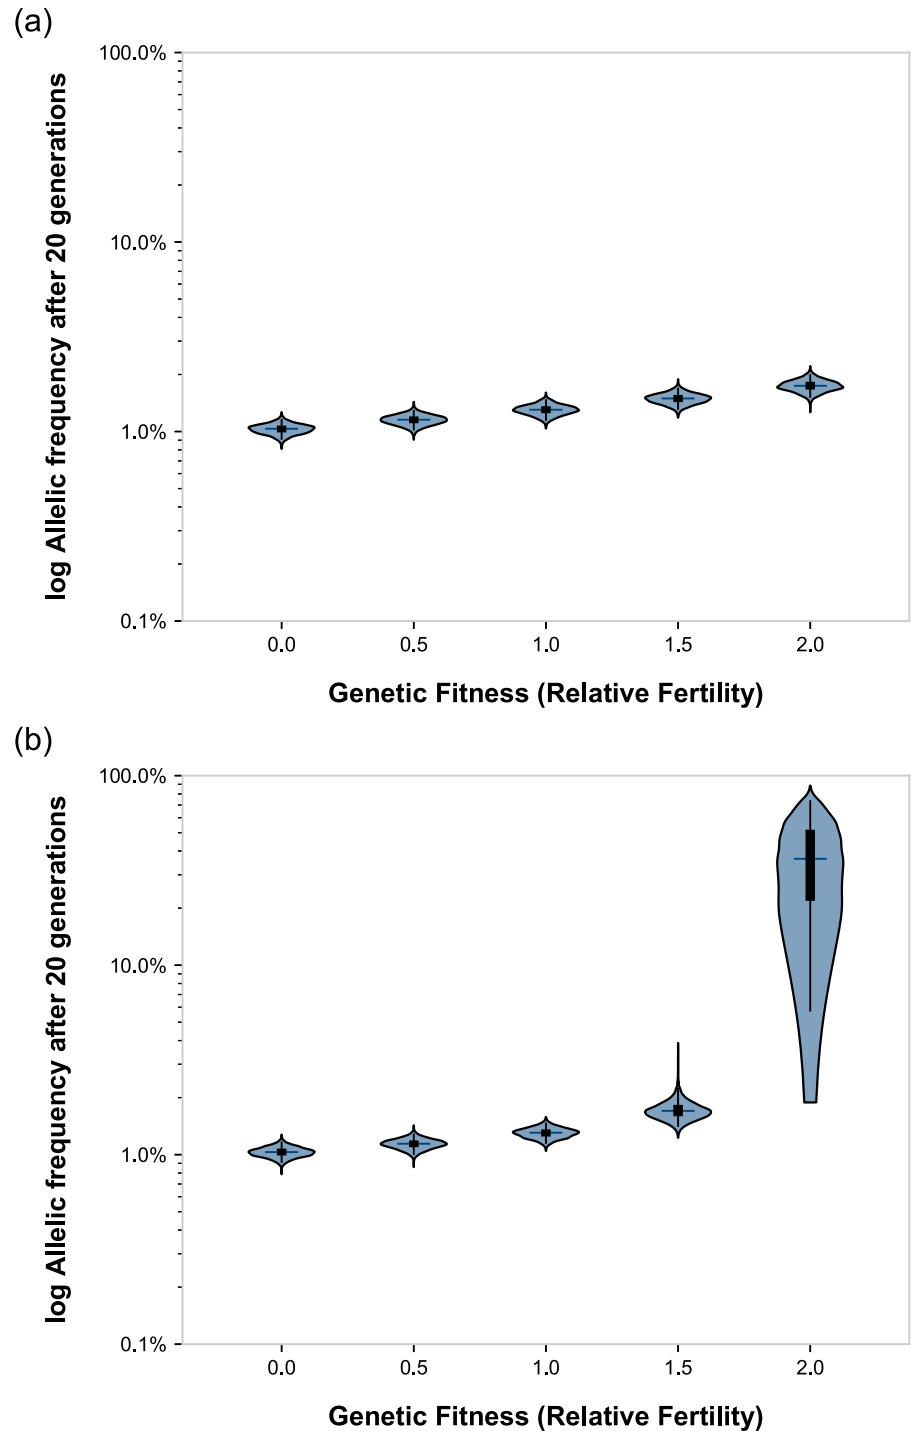 (a)
log Allelic frequency after 20 generations
100.0%
10.0%
1.0%
0.1%
0.0 0.5 1.0 1.5 2.0
Genetic Fitness (Relative Fertility)
(b)
log Allelic frequency after 20 generations
100.0%
10.0%
1.0%
0.1%
0.0 0.5 1.0 1.5 2.0
Genetic Fitness (Relative Fertility)